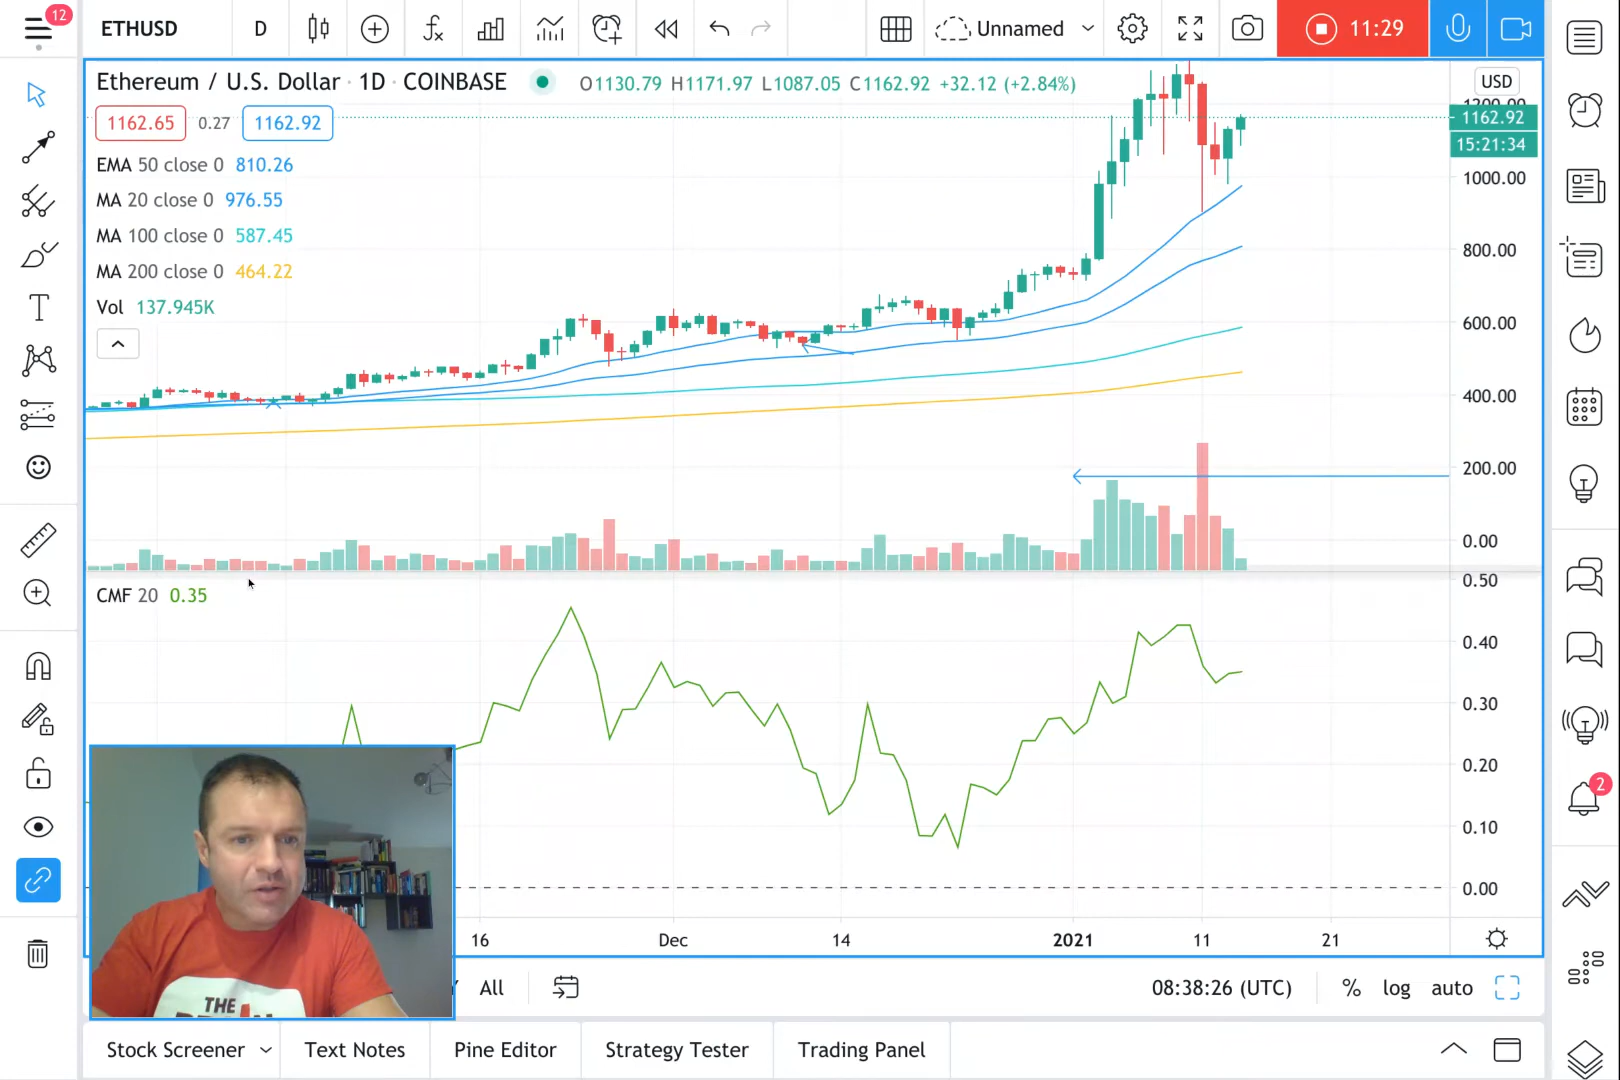 12
ETHUSD
D
Unnamed
11:29
Ethereum / U.S. Dollar · 1D · COINBASE
O1130.79 H1171.97 L1087.05 C1162.92 +32.12 (+2.84%)
USD
1162.65 0.27 1162.92
EMA 50 close 0 810.26
MA 20 close 0 976.55
MA 100 close 0 587.45
MA 200 close 0 464.22
Vol 137.945K
1200.00
1162.92
15:21:34
1000.00
800.00
600.00
400.00
200.00
0.00
CMF 20 0.35
0.50
0.40
0.30
0.20
0.10
0.00
2
THE
16 Dec 14 2021 11 21
All
08:38:26 (UTC) % log auto
Stock Screener Text Notes Pine Editor Strategy Tester Trading Panel